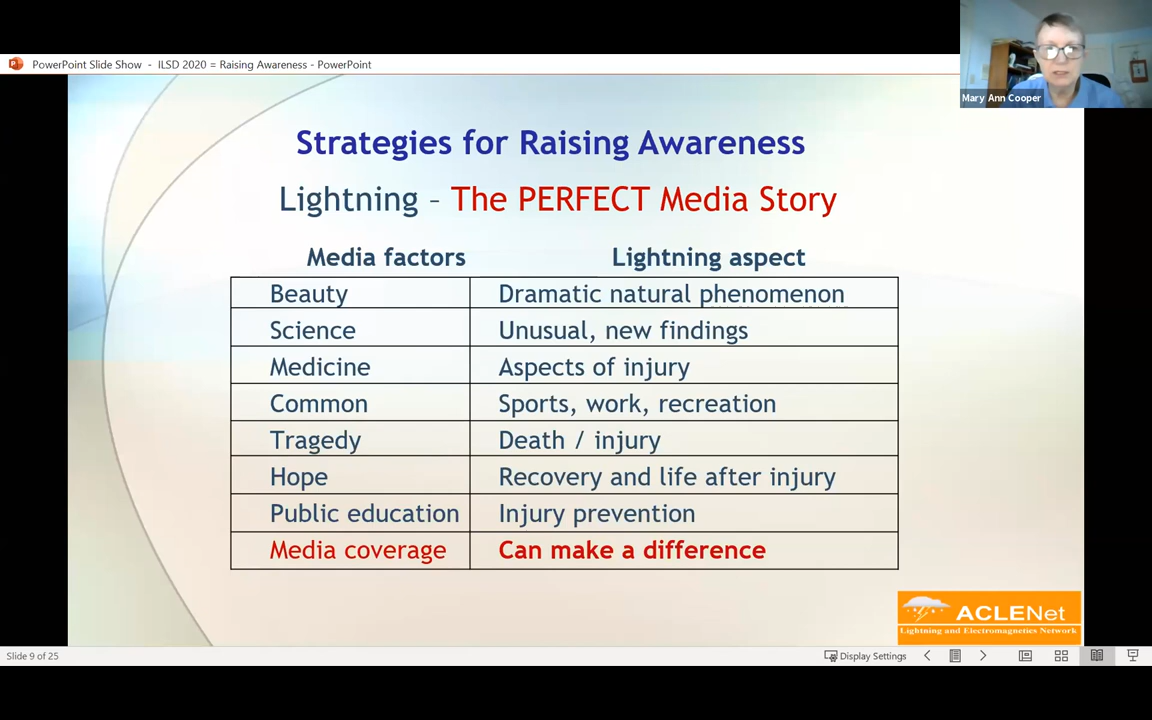 PowerPoint Slide Show - ILSD 2020 = Raising Awareness - PowerPoint
Mary Ann Cooper
Strategies for Raising Awareness
Lightning – The PERFECT Media Story
Media factors Lightning aspect
Beauty Dramatic natural phenomenon
Science Unusual, new findings
Medicine Aspects of injury
Common Sports, work, recreation
Tragedy Death / injury
Hope Recovery and life after injury
Public education Injury prevention
Media coverage Can make a difference
ACLENet
Lightning and Electromagnetics Network
Slide 9 of 25 Display Settings